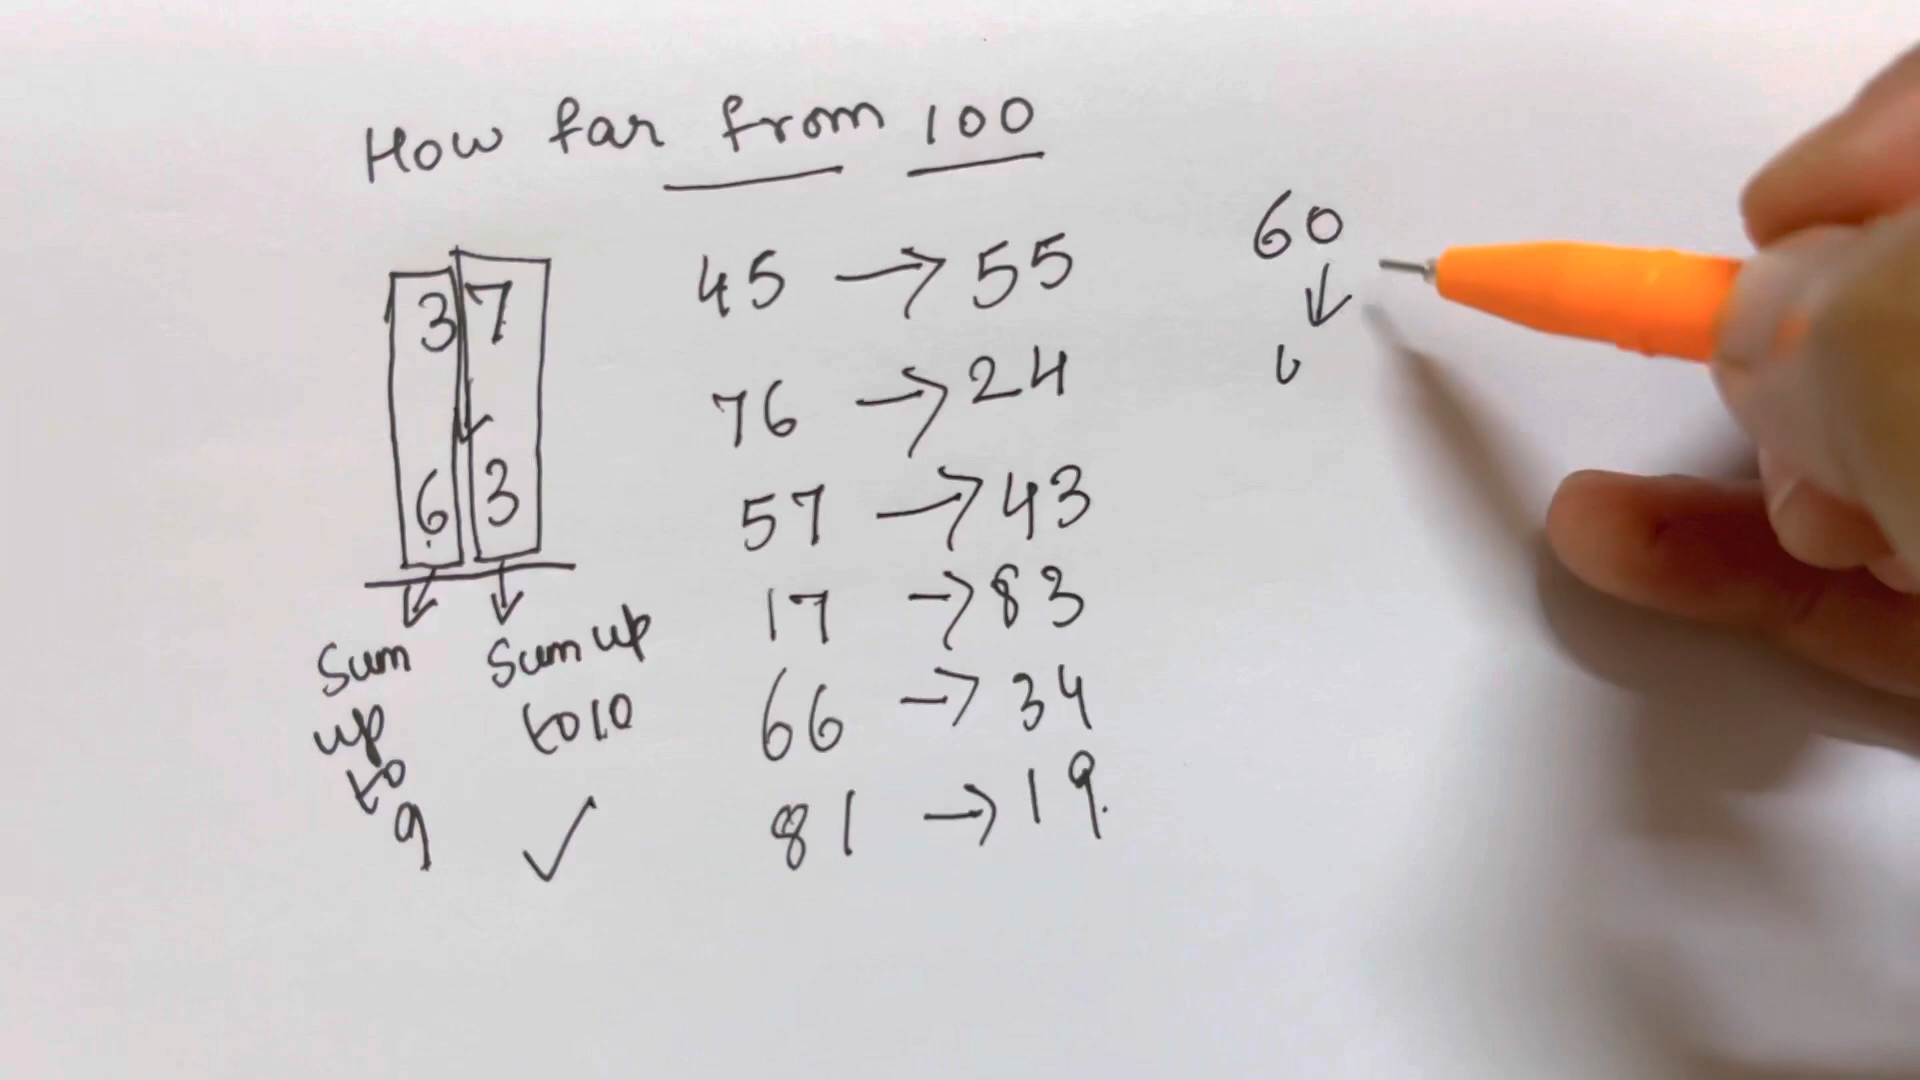 How far from 100
37
63
Sum up to 9
Sum up to 10
45 → 55
76 → 24
57 → 43
17 → 83
66 → 34
81 → 19.
60
↓